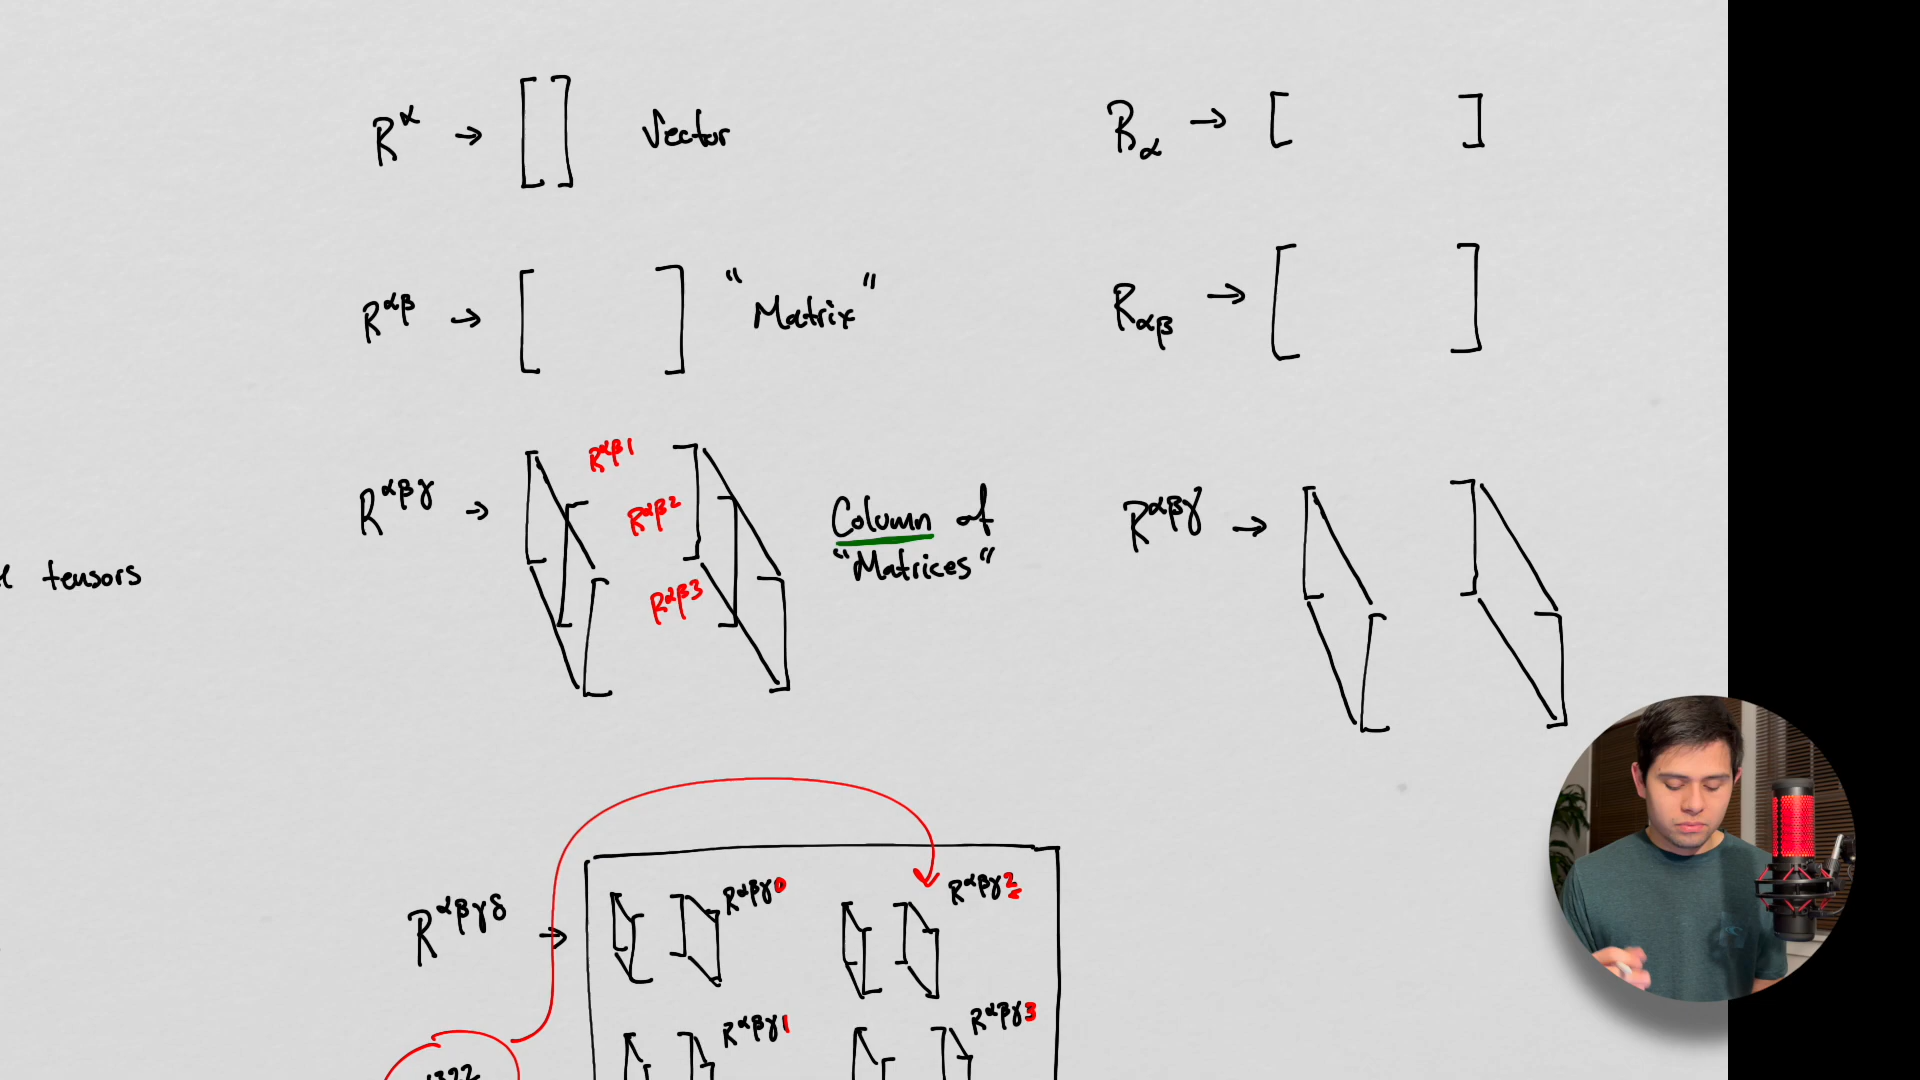 R^α → [ ] Vector
R_α → [ ]
R^αβ → [ ] "Matrix"
R_αβ → [ ]
R^αβγ →
R^αβ1
R^αβ2
R^αβ3
Column of
"Matrices"
R^αβγ →
tensors
R^αβγδ →
R^αβγ0
R^αβγ2
R^αβγ1
R^αβγ3